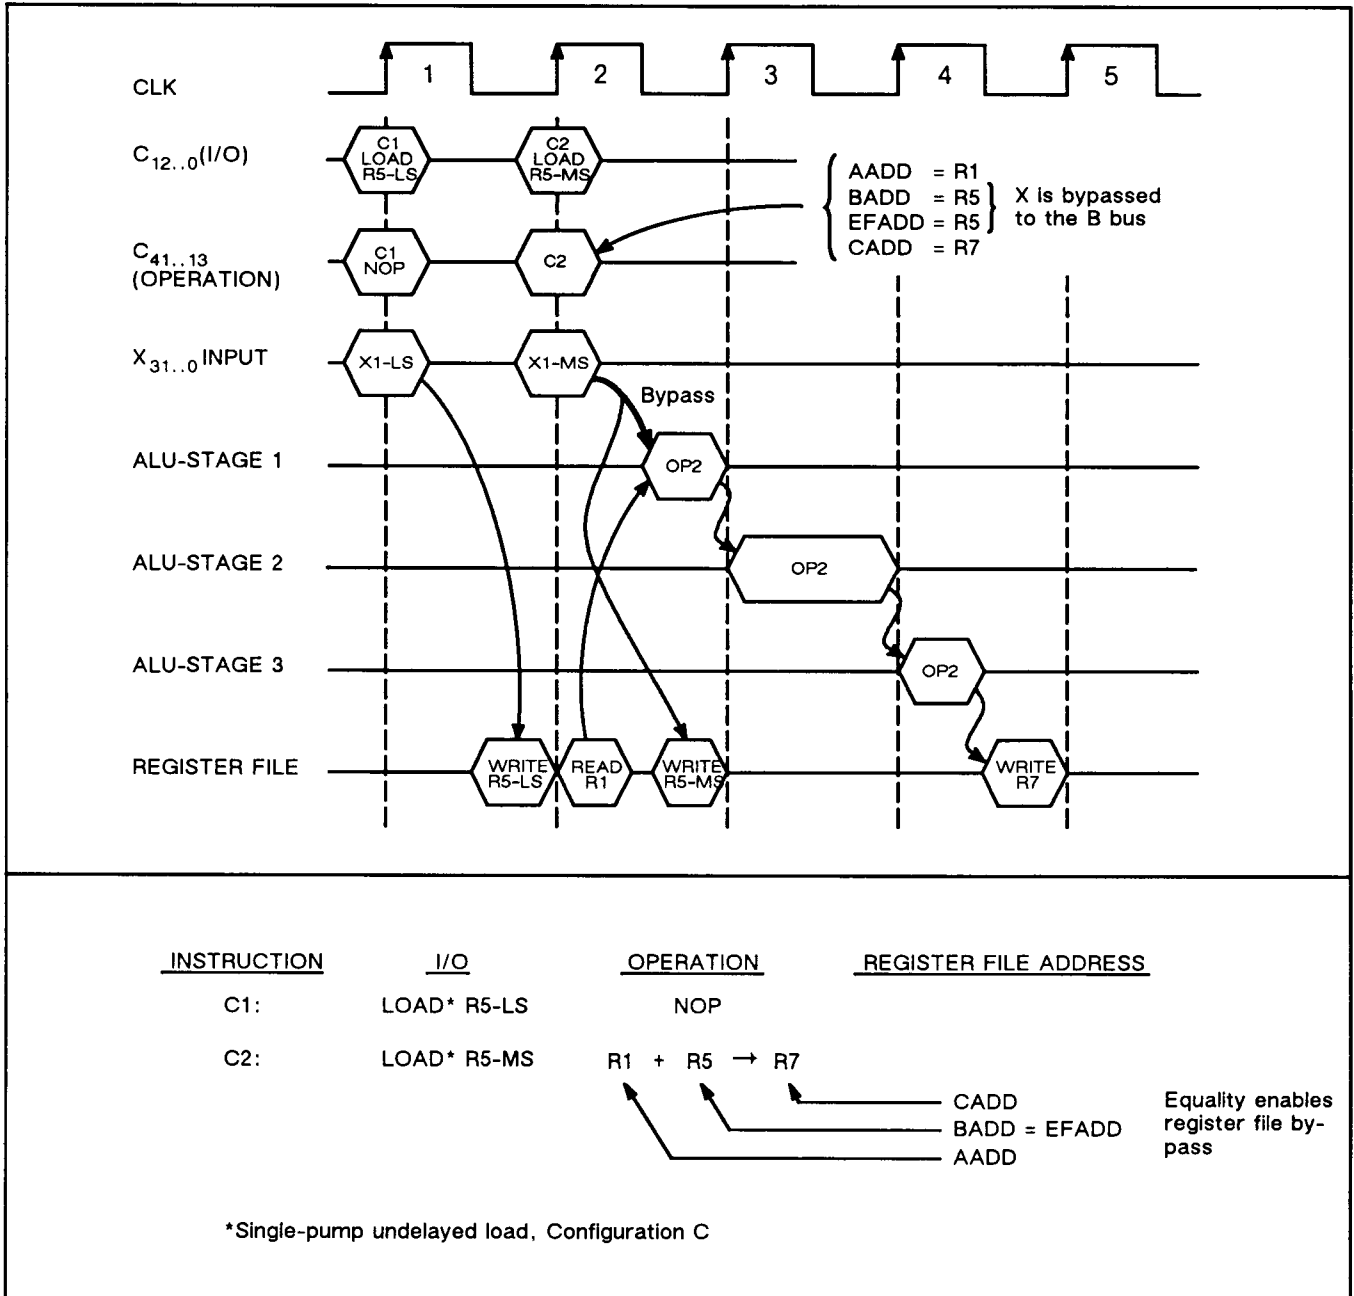 CLK
1
2
3
4
5
C12..0(I/O)
C1
LOAD
R5-LS
C2
LOAD
R5-MS
AADD = R1
BADD = R5
EFADD = R5
CADD = R7
X is bypassed
to the B bus
C41..13
(OPERATION)
C1
NOP
C2
X31..0 INPUT
X1-LS
X1-MS
Bypass
ALU-STAGE 1
OP2
ALU-STAGE 2
OP2
ALU-STAGE 3
OP2
REGISTER FILE
WRITE
R5-LS
READ
R1
WRITE
R5-MS
WRITE
R7
INSTRUCTION I/O OPERATION REGISTER FILE ADDRESS
C1: LOAD* R5-LS NOP
C2: LOAD* R5-MS R1 + R5 → R7
CADD
BADD = EFADD
AADD
Equality enables
register file by-
pass
*Single-pump undelayed load, Configuration C